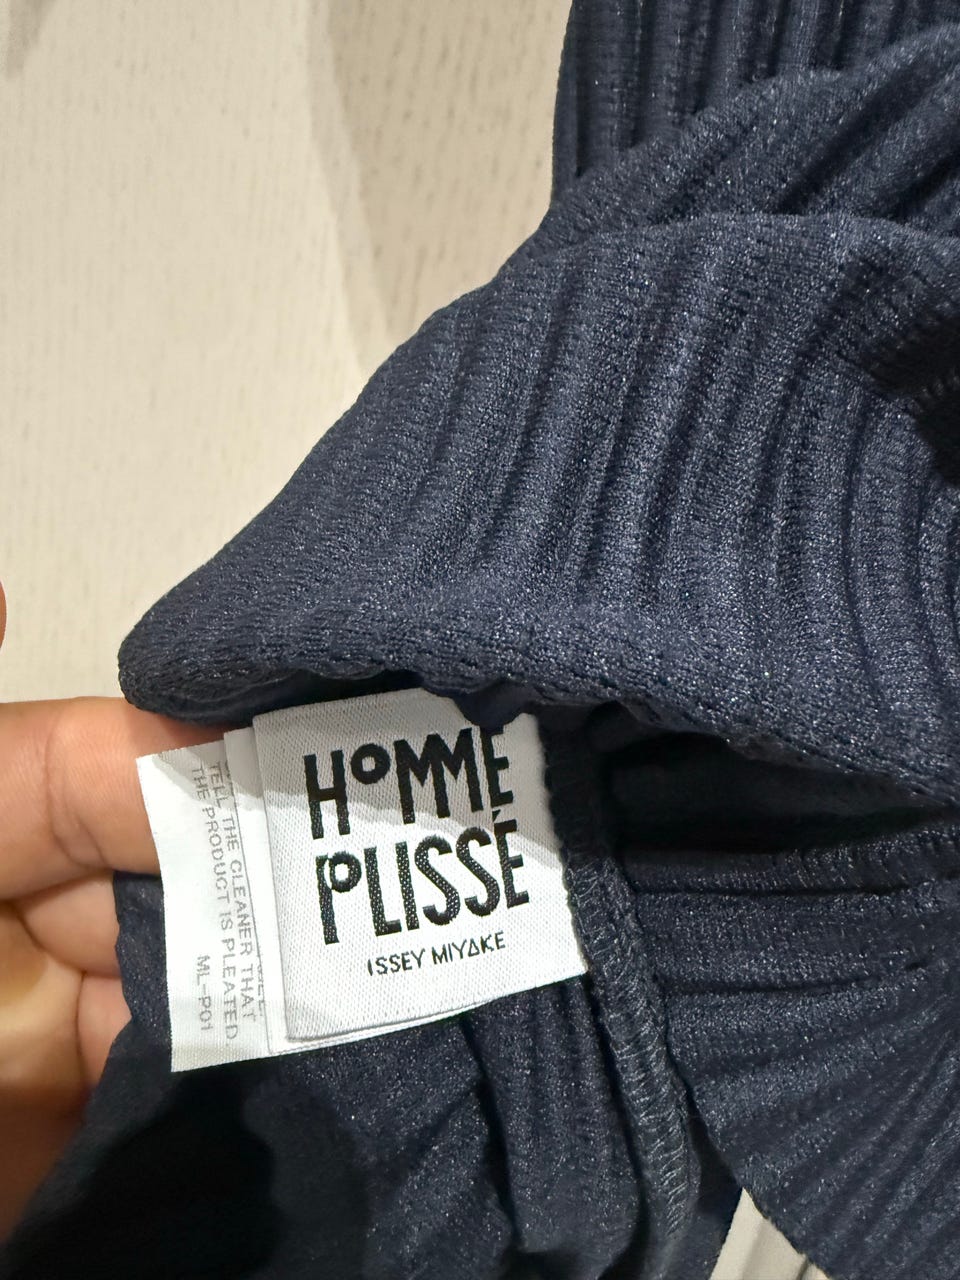 HOMME
PLISSÉ
ISSEY MIYAKE
TELL THE CLEANER THAT
THE PRODUCT IS PLEATED.
ML-P01